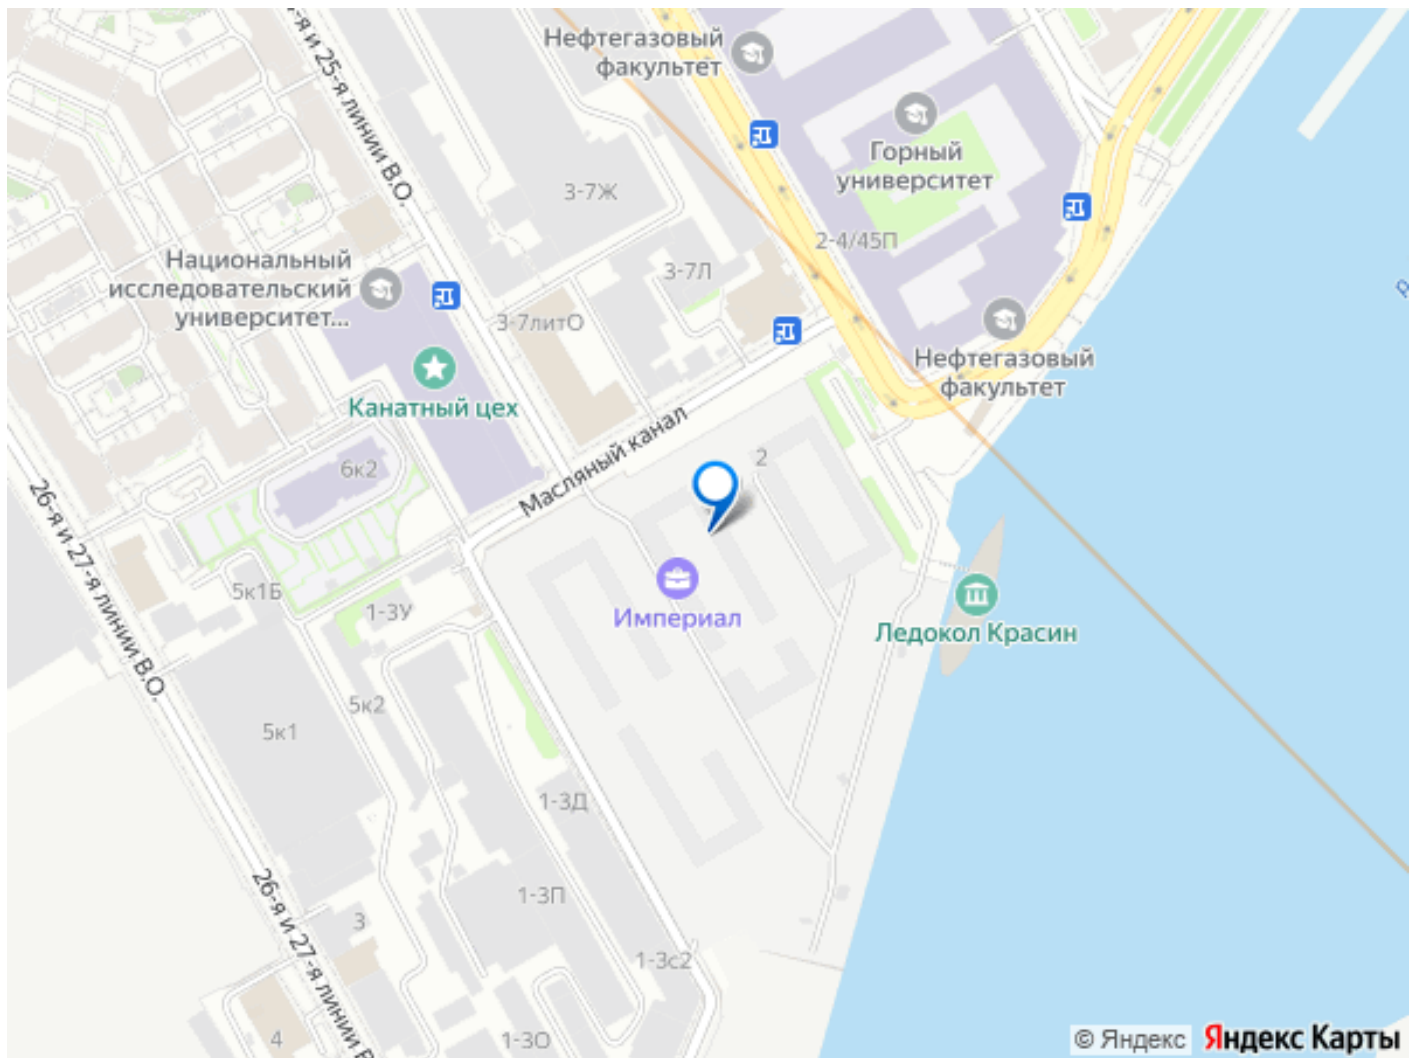 Нефтегазовый
факультет
-я и 25-я линии В.О.
Горный
университет
3-7Ж
2-4/45П
Национальный
исследовательский
университет...
3-7Л
3-7литО
Нефтегазовый
факультет
Канатный цех
Масляный канал
2
6к2
26-я и 27-я линии В.О.
5к1Б
1-3У
Империал
Ледокол Красин
5к2
5к1
1-3Д
1-3П
26-я и 27-я линии В
3
1-3с2
4
1-3О
© Яндекс Яндекс Карты